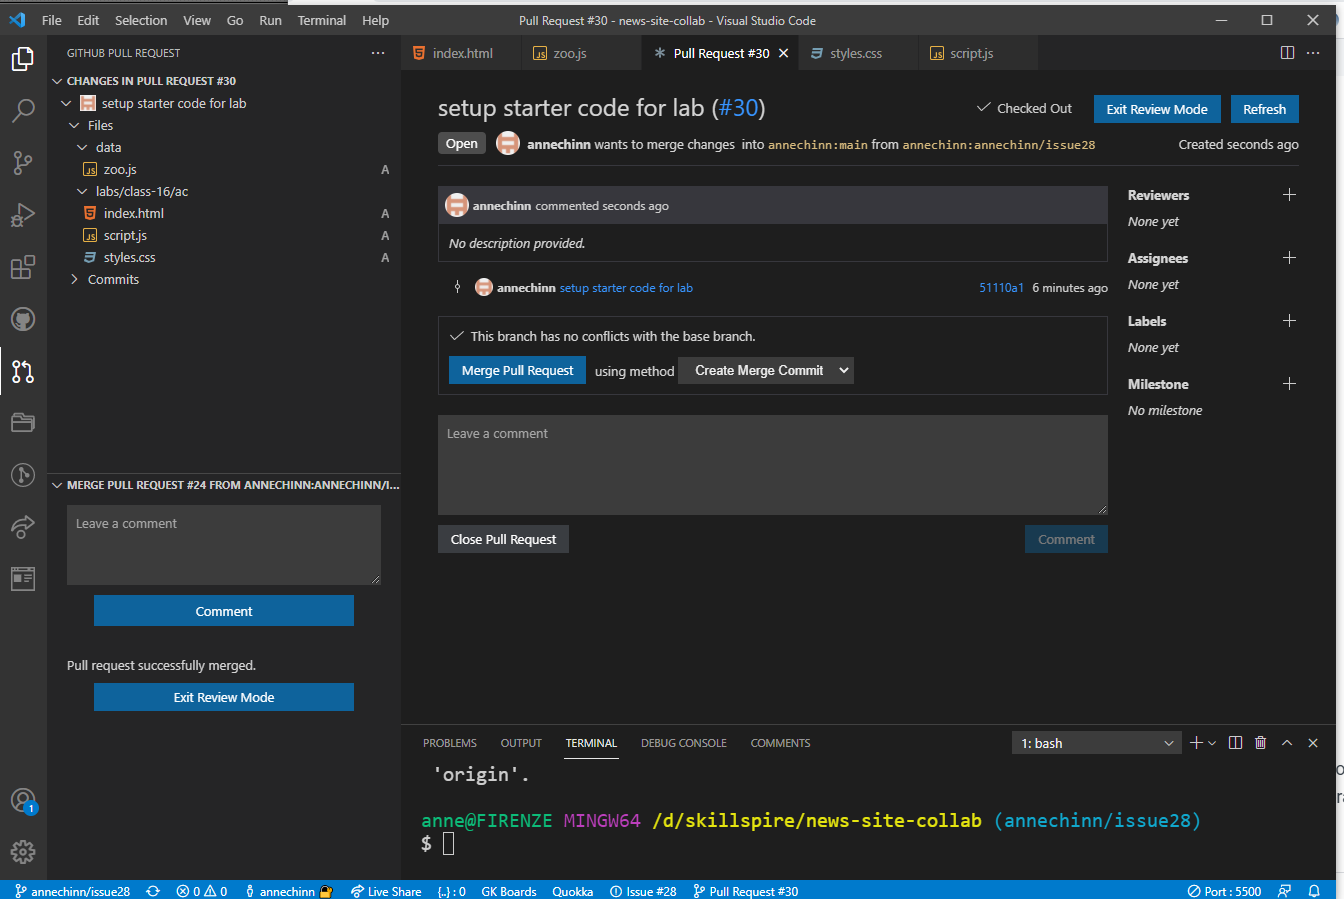 File Edit Selection View Go Run Terminal Help Pull Request #30 - news-site-collab - Visual Studio Code
GITHUB PULL REQUEST
CHANGES IN PULL REQUEST #30
setup starter code for lab
Files
data
JS zoo.js A
labs/class-16/ac
index.html A
JS script.js A
styles.css A
Commits
MERGE PULL REQUEST #24 FROM ANNECHINN:ANNECHINN/I...
Leave a comment
Comment
Pull request successfully merged.
Exit Review Mode
1
index.html JS zoo.js Pull Request #30 styles.css JS script.js
setup starter code for lab (#30) Checked Out Exit Review Mode Refresh
Open annechinn wants to merge changes into annechinn:main from annechinn:annechinn/issue28 Created seconds ago
annechinn commented seconds ago
No description provided.
annechinn setup starter code for lab 51110a1 6 minutes ago
This branch has no conflicts with the base branch.
Merge Pull Request using method Create Merge Commit
Leave a comment
Close Pull Request Comment
Reviewers
None yet
Assignees
None yet
Labels
None yet
Milestone
No milestone
PROBLEMS OUTPUT TERMINAL DEBUG CONSOLE COMMENTS 1: bash
'origin'.
anne@FIRENZE MINGW64 /d/skillspire/news-site-collab (annechinn/issue28)
$
annechinn/issue28 0 0 annechinn Live Share {..} : 0 GK Boards Quokka Issue #28 Pull Request #30 Port : 5500